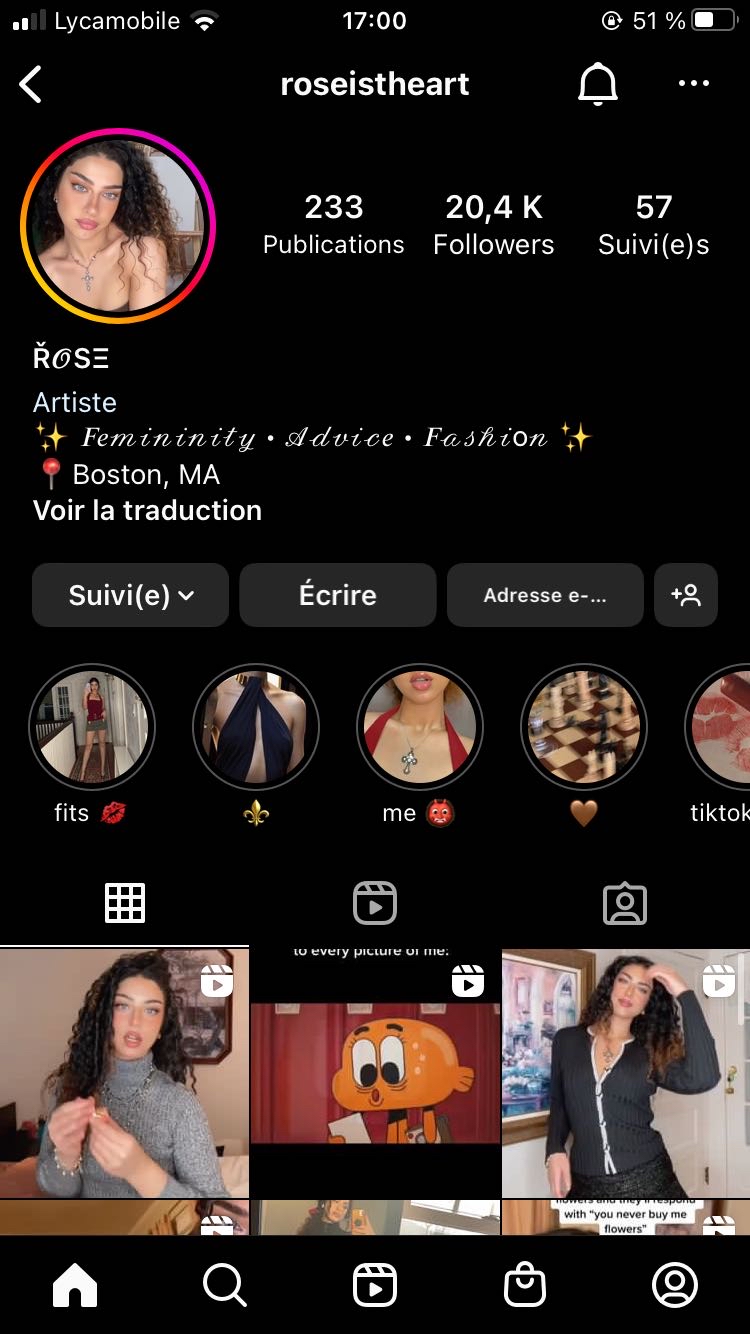 Lycamobile 17:00 51 %
roseistheart
233 20,4 K 57
Publications Followers Suivi(e)s
Ř𝒪SΞ
Artiste
✨ 𝐹𝑒𝓂𝒾𝓃𝒾𝓃𝒾𝓉𝓎 • 𝒜𝒹𝓋𝒾𝒸𝑒 • 𝐹𝒶𝓈𝒽𝒾o𝓃 ✨
📍Boston, MA
Voir la traduction
Suivi(e) Écrire Adresse e-...
fits 💋 ⚜️ me 👹 🤎 tiktok
to every picture of me:
flowers and they'll respond
with "you never buy me
flowers"